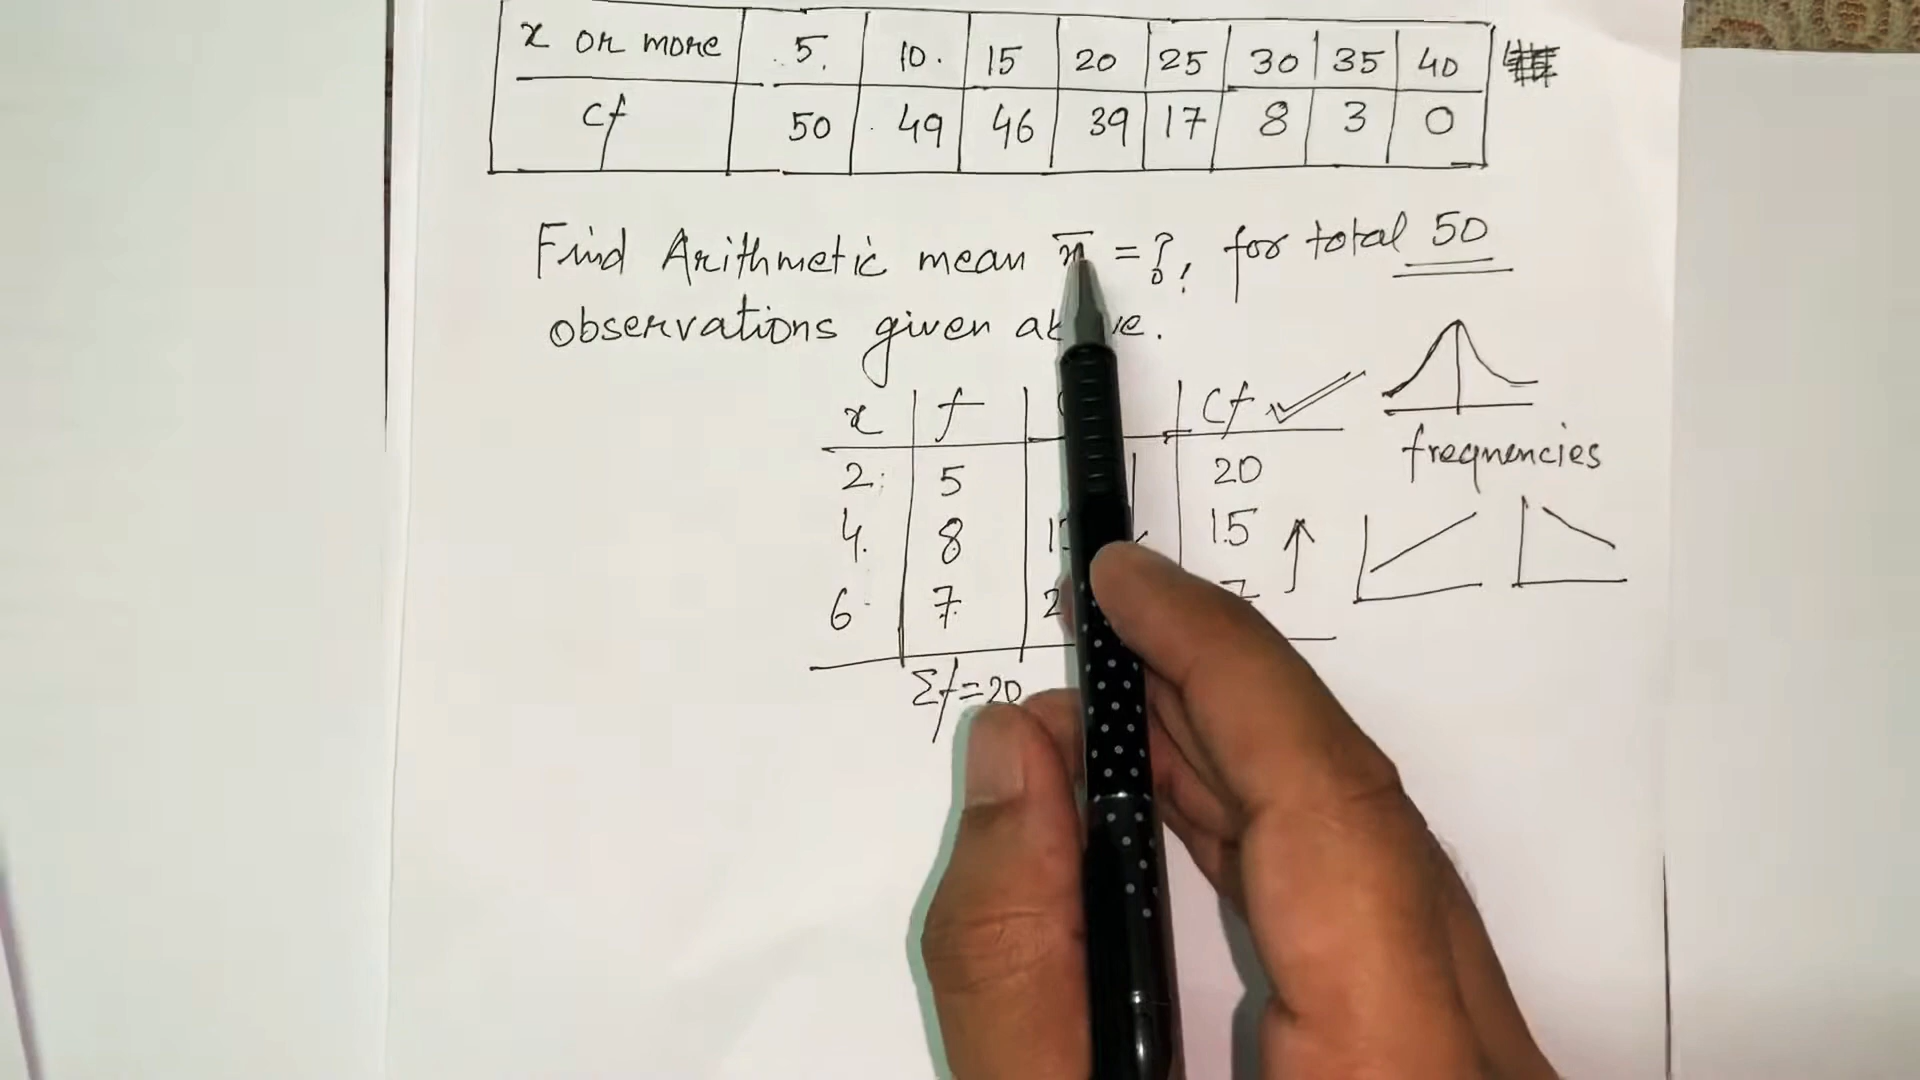 x or more 5. 10. 15 20 25 30 35 40
Cf 50 49 46 39 17 8 3 0
Find Arithmetic mean x̄ = ?, for total 50
observations given above.
x f Cf ✓
2: 5 20
4. 8 15
6 7. 7
Σf=20
frequencies